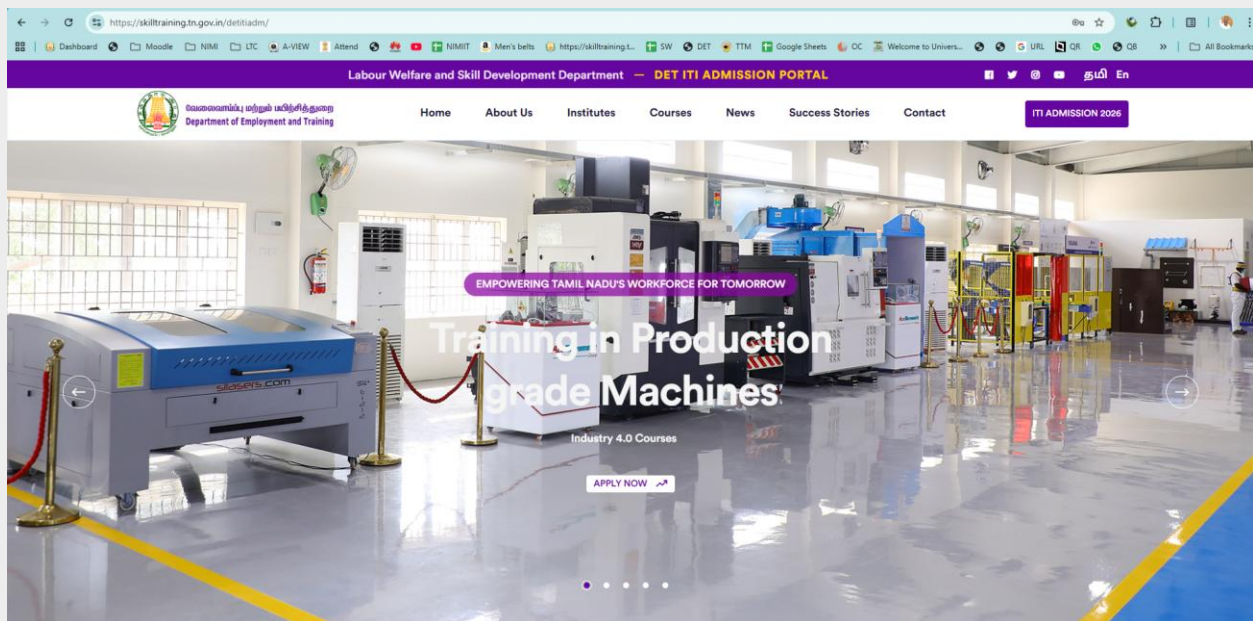 https://skilltraining.tn.gov.in/detitiadm/
Dashboard Moodle NIMI LTC A-VIEW Attend NIMIIT Men's belts https://skilltraining.t... SW DET TTM Google Sheets OC Welcome to Univers... URL QR QB » All Bookmarks
Labour Welfare and Skill Development Department — DET ITI ADMISSION PORTAL தமி En
வேலைவாய்ப்பு மற்றும் பயிற்சித்துறை
Department of Employment and Training
Home About Us Institutes Courses News Success Stories Contact ITI ADMISSION 2026
EMPOWERING TAMIL NADU'S WORKFORCE FOR TOMORROW
Training in Production
grade Machines
silasers.com
Industry 4.0 Courses
APPLY NOW